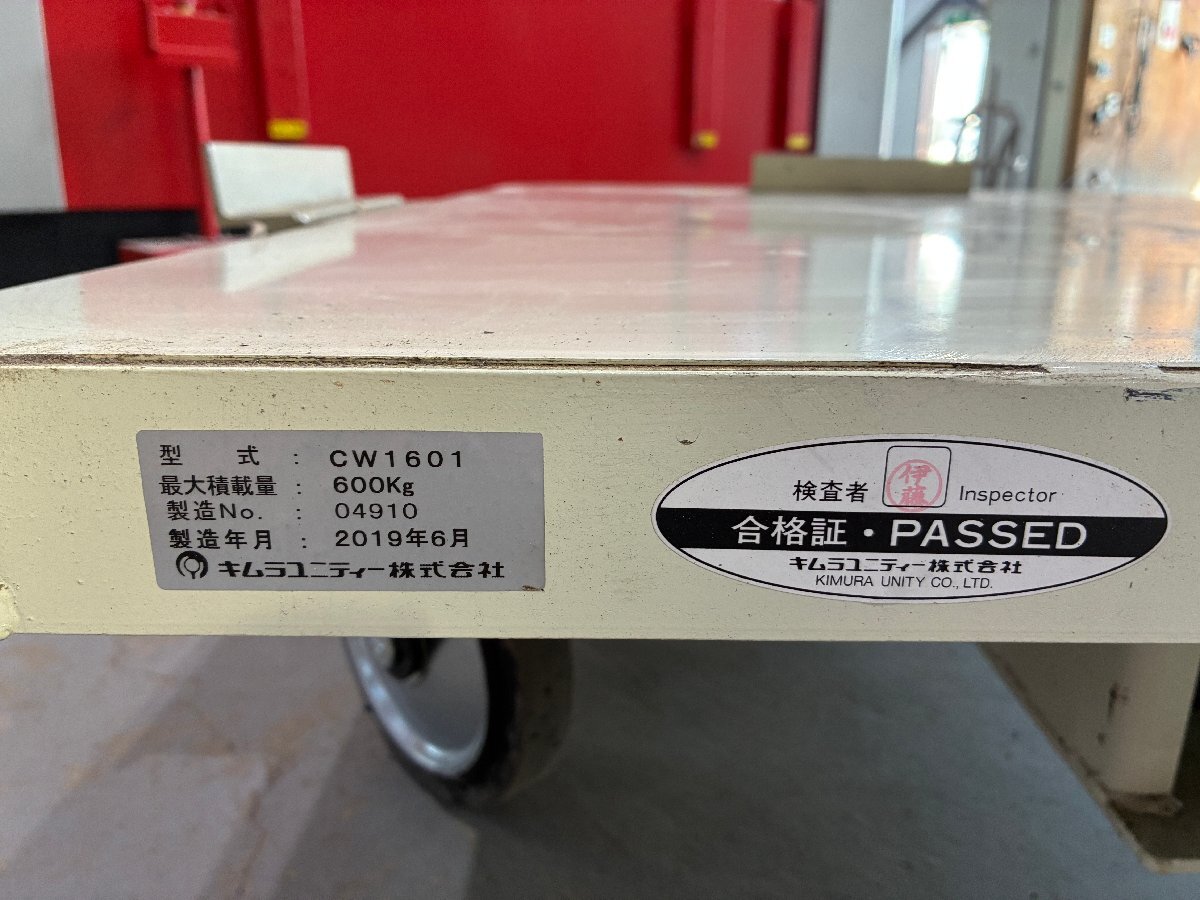 型 式 : CW1601
最大積載量 : 600Kg
製造No. : 04910
製造年月 : 2019年6月
キムラユニティー株式会社
検査者 伊藤 Inspector
合格証・PASSED
キムラユニティー株式会社
KIMURA UNITY CO., LTD.